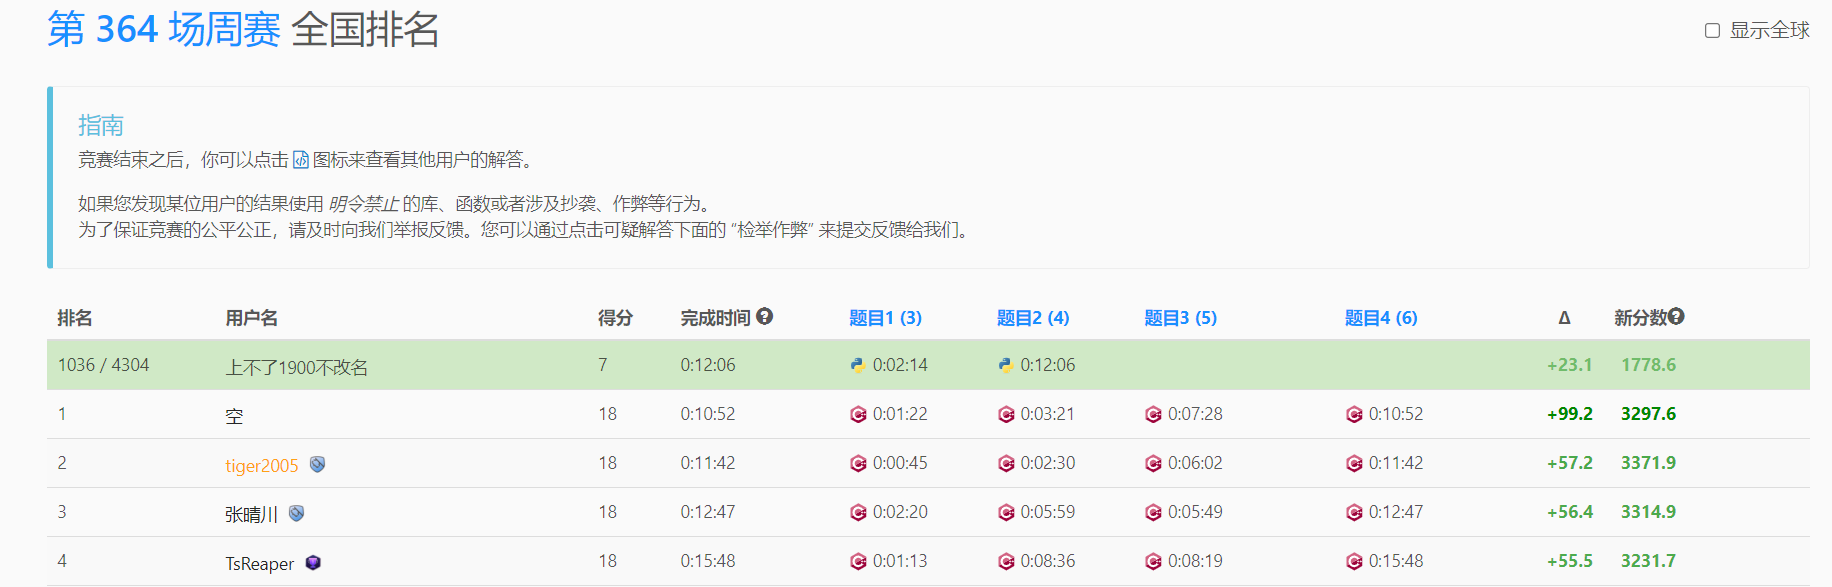 第 364 场周赛 全国排名
显示全球
指南
竞赛结束之后，你可以点击 图标来查看其他用户的解答。
如果您发现某位用户的结果使用 明令禁止 的库、函数或者涉及抄袭、作弊等行为。
为了保证竞赛的公平公正，请及时向我们举报反馈。您可以通过点击可疑解答下面的 “检举作弊” 来提交反馈给我们。
排名 用户名 得分 完成时间 题目1 (3) 题目2 (4) 题目3 (5) 题目4 (6) Δ 新分数
1036 / 4304 上不了1900不改名 7 0:12:06 0:02:14 0:12:06 +23.1 1778.6
1 空 18 0:10:52 0:01:22 0:03:21 0:07:28 0:10:52 +99.2 3297.6
2 tiger2005 18 0:11:42 0:00:45 0:02:30 0:06:02 0:11:42 +57.2 3371.9
3 张晴川 18 0:12:47 0:02:20 0:05:59 0:05:49 0:12:47 +56.4 3314.9
4 TsReaper 18 0:15:48 0:01:13 0:08:36 0:08:19 0:15:48 +55.5 3231.7